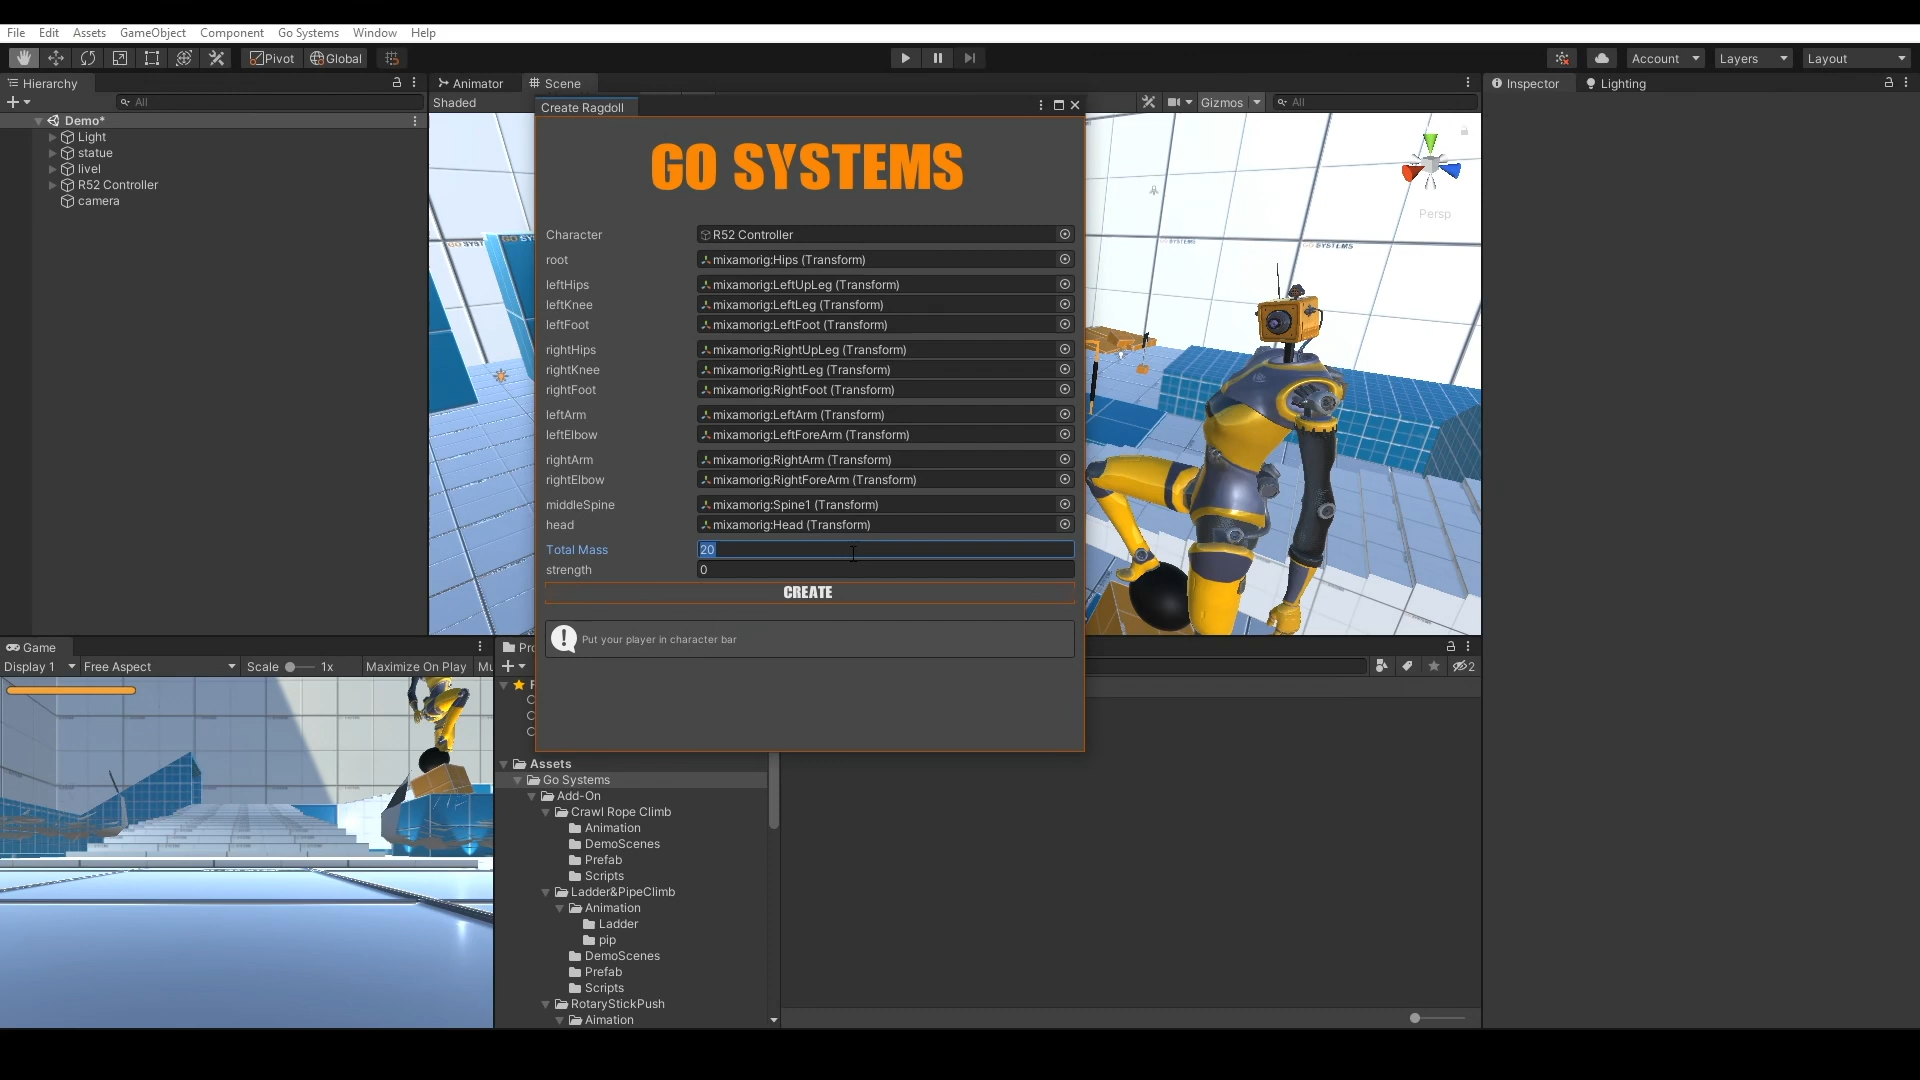 File Edit Assets GameObject Component Go Systems Window Help
Pivot Global Account Layers Layout
Hierarchy
All
Demo*
Light
statue
livel
R52 Controller
camera
Animator Scene
Shaded
Gizmos All
Persp
Create Ragdoll
GO SYSTEMS
Character R52 Controller
root mixamorig:Hips (Transform)
leftHips mixamorig:LeftUpLeg (Transform)
leftKnee mixamorig:LeftLeg (Transform)
leftFoot mixamorig:LeftFoot (Transform)
rightHips mixamorig:RightUpLeg (Transform)
rightKnee mixamorig:RightLeg (Transform)
rightFoot mixamorig:RightFoot (Transform)
leftArm mixamorig:LeftArm (Transform)
leftElbow mixamorig:LeftForeArm (Transform)
rightArm mixamorig:RightArm (Transform)
rightElbow mixamorig:RightForeArm (Transform)
middleSpine mixamorig:Spine1 (Transform)
head mixamorig:Head (Transform)
Total Mass 20
strength 0
CREATE
Put your player in character bar
Inspector Lighting
Game
Display 1 Free Aspect Scale 1x Maximize On Play Mu
Pro
2
F
Assets
Go Systems
Add-On
Crawl Rope Climb
Animation
DemoScenes
Prefab
Scripts
Ladder&PipeClimb
Animation
Ladder
pip
DemoScenes
Prefab
Scripts
RotaryStickPush
Aimation